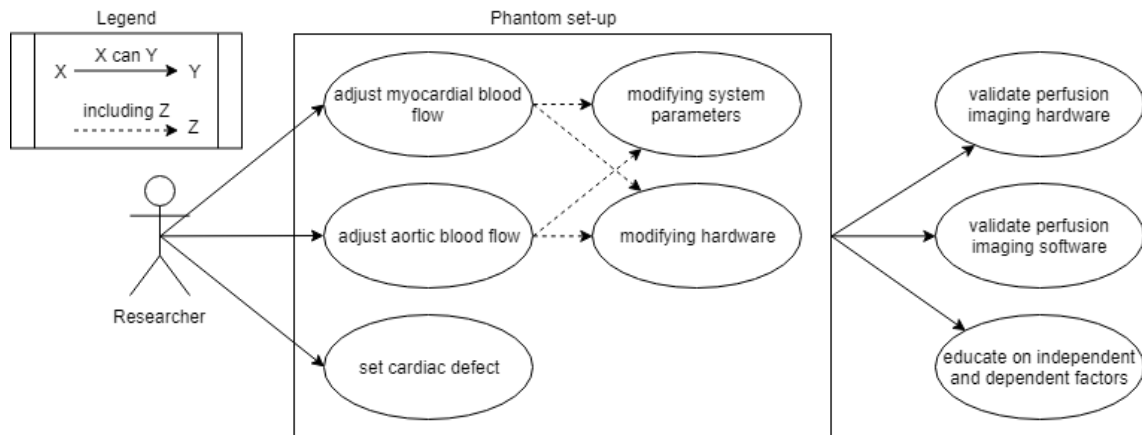 Legend
X
X can Y
Y
including Z
Z
Researcher
Phantom set-up
adjust myocardial blood
flow
modifying system
parameters
adjust aortic blood flow
modifying hardware
set cardiac defect
validate perfusion
imaging hardware
validate perfusion
imaging software
educate on independent
and dependent factors